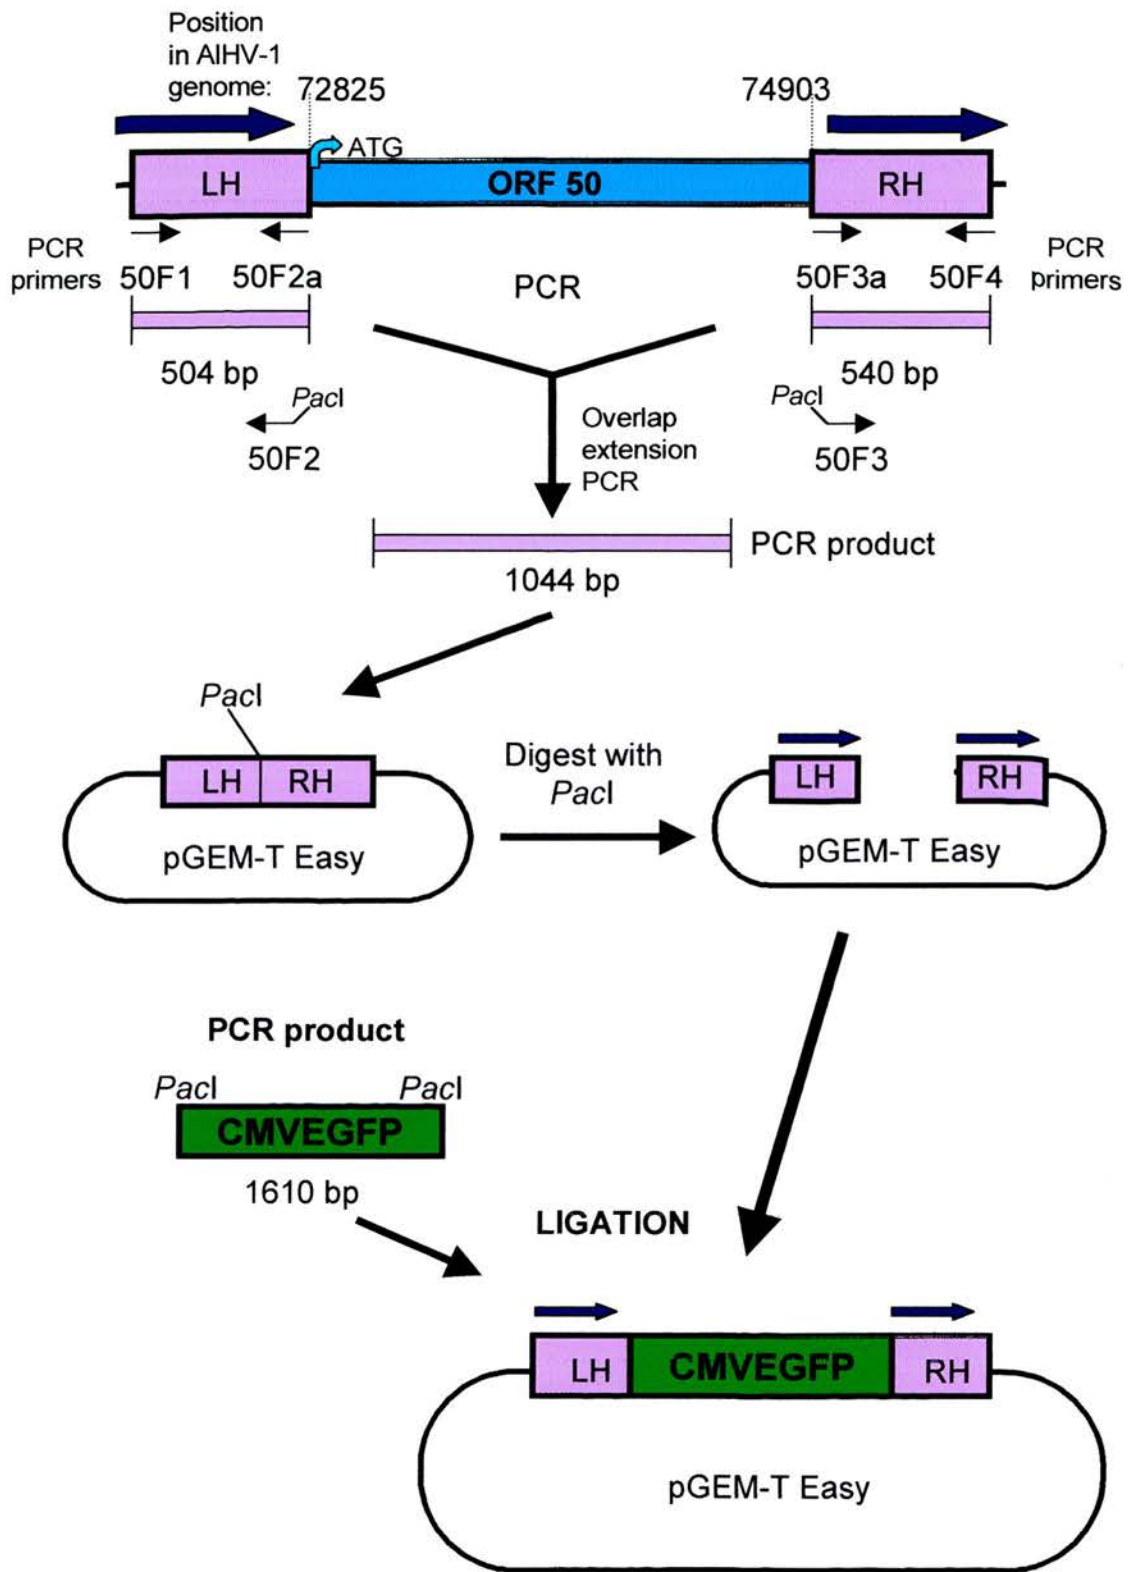 Position
in AlHV-1
genome:
72825
74903
ATG
LH
ORF 50
RH
PCR
primers
50F1
50F2a
PCR
50F3a
50F4
PCR
primers
504 bp
540 bp
PacI
50F2
Overlap
extension
PCR
PacI
50F3
PCR product
1044 bp
PacI
LH
RH
pGEM-T Easy
Digest with
PacI
LH
RH
pGEM-T Easy
PCR product
PacI
PacI
CMVEGFP
1610 bp
LIGATION
LH
CMVEGFP
RH
pGEM-T Easy